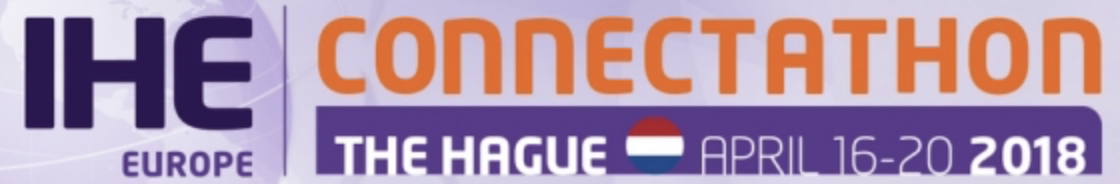 IHE
EUROPE
CONNECTATHON
THE HAGUE APRIL 16-20 2018